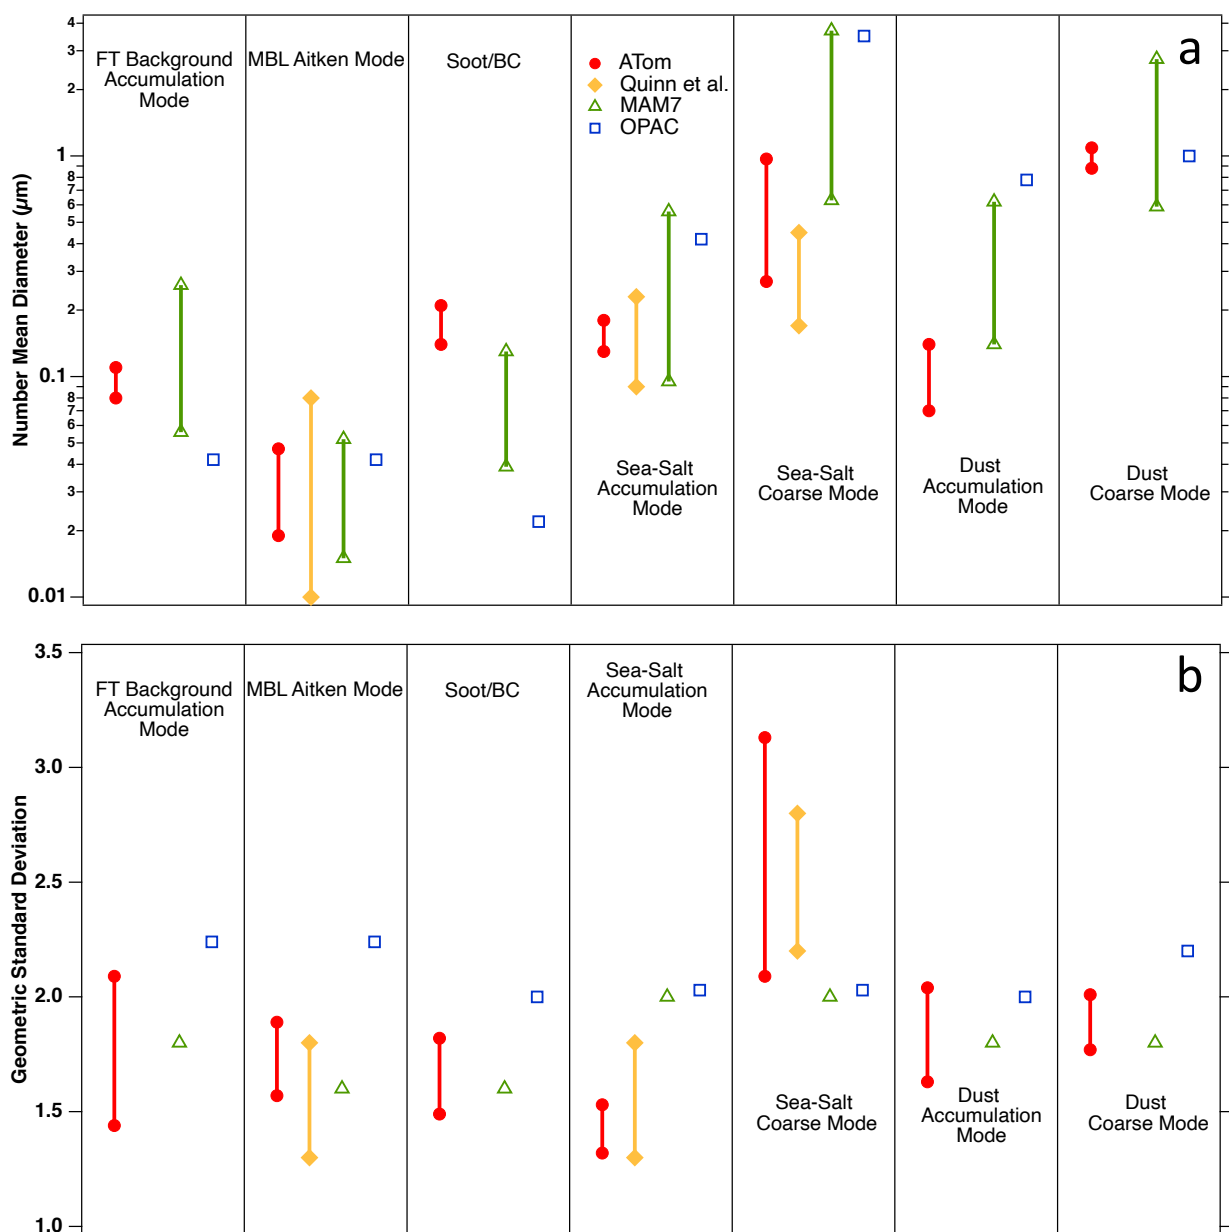 4
3
2
1
8
7
6
5
4
3
2
0.1
8
7
6
5
4
3
2
0.01
Number Mean Diameter (µm)
FT Background
Accumulation
Mode
MBL Aitken Mode
Soot/BC
ATom
Quinn et al.
MAM7
OPAC
a
Sea-Salt
Accumulation
Mode
Sea-Salt
Coarse Mode
Dust
Accumulation
Mode
Dust
Coarse Mode
3.5
3.0
2.5
2.0
1.5
1.0
Geometric Standard Deviation
FT Background
Accumulation
Mode
MBL Aitken Mode
Soot/BC
Sea-Salt
Accumulation
Mode
b
Sea-Salt
Coarse Mode
Dust
Accumulation
Mode
Dust
Coarse Mode